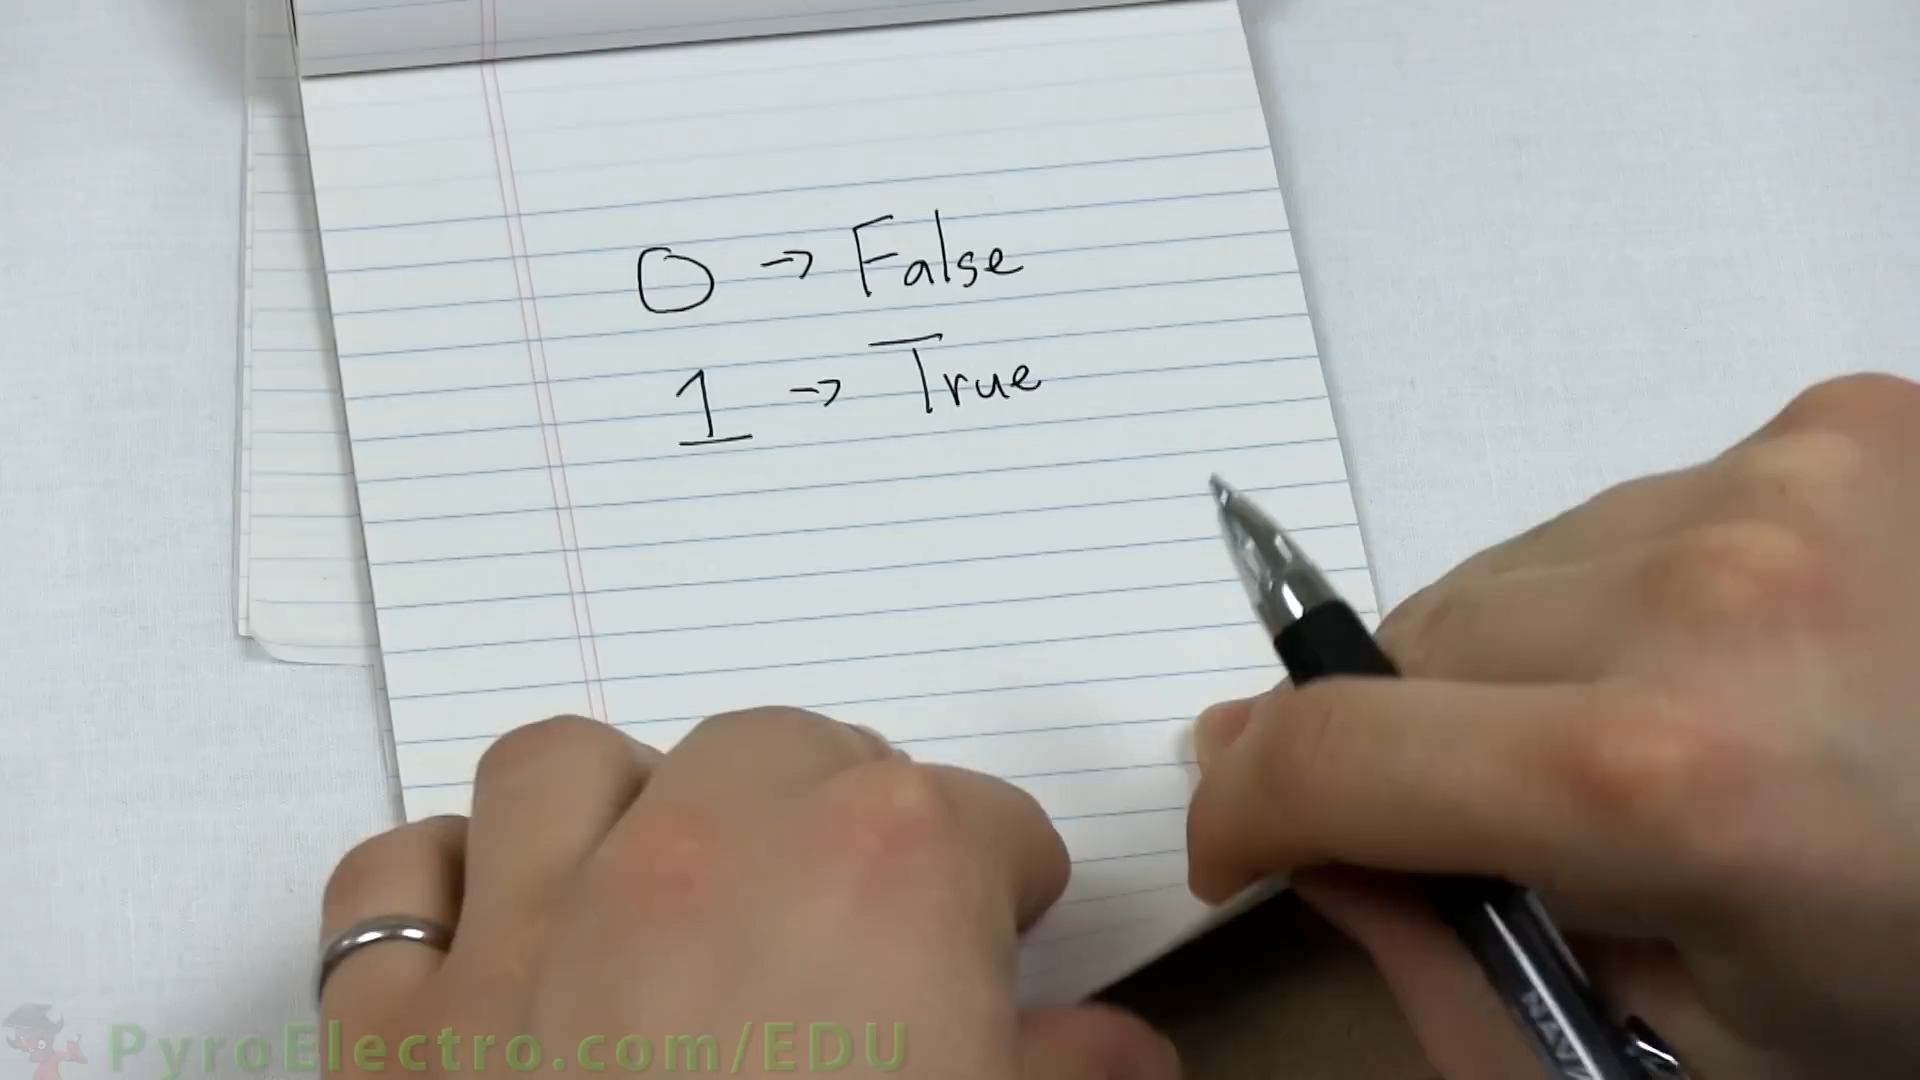 0 → False
1 → True
PyroElectro.com/EDU